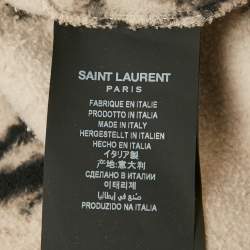 SAINT LAURENT
PARIS
FABRIQUE EN ITALIE
PRODOTTO IN ITALIA
MADE IN ITALY
HERGESTELLT IN ITALIEN
HECHO EN ITALIA
イタリア製
产地:意大利
СДЕЛАНО В ИТАЛИИ
이태리제
صنع في إيطاليا
PRODUZIDO NA ITALIA